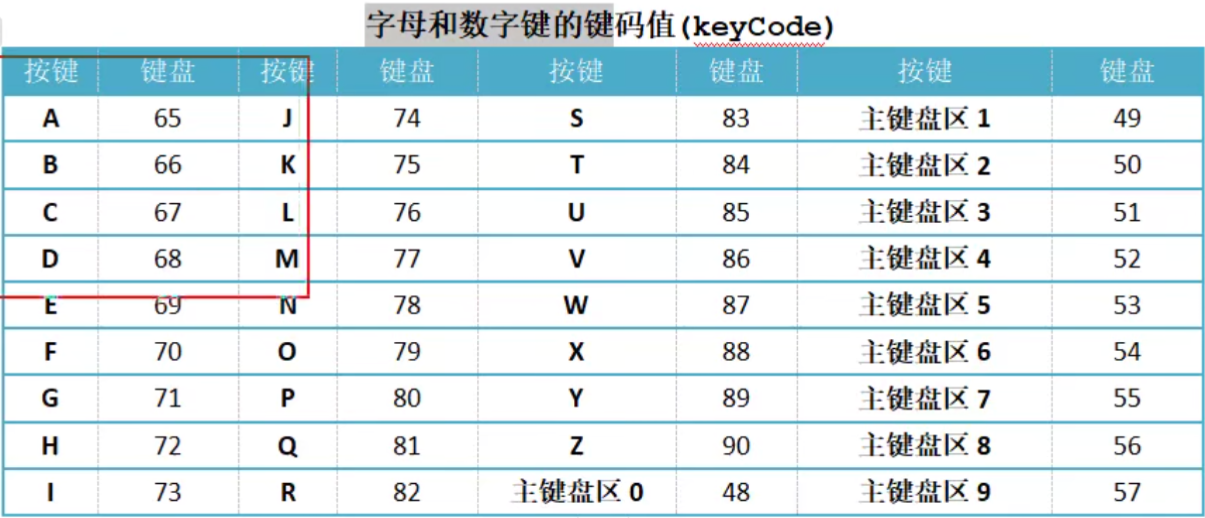 字母和数字键的键码值(keyCode)
按键 键盘 按键 键盘 按键 键盘 按键 键盘
A 65 J 74 S 83 主键盘区 1 49
B 66 K 75 T 84 主键盘区 2 50
C 67 L 76 U 85 主键盘区 3 51
D 68 M 77 V 86 主键盘区 4 52
E 69 N 78 W 87 主键盘区 5 53
F 70 O 79 X 88 主键盘区 6 54
G 71 P 80 Y 89 主键盘区 7 55
H 72 Q 81 Z 90 主键盘区 8 56
I 73 R 82 主键盘区 0 48 主键盘区 9 57